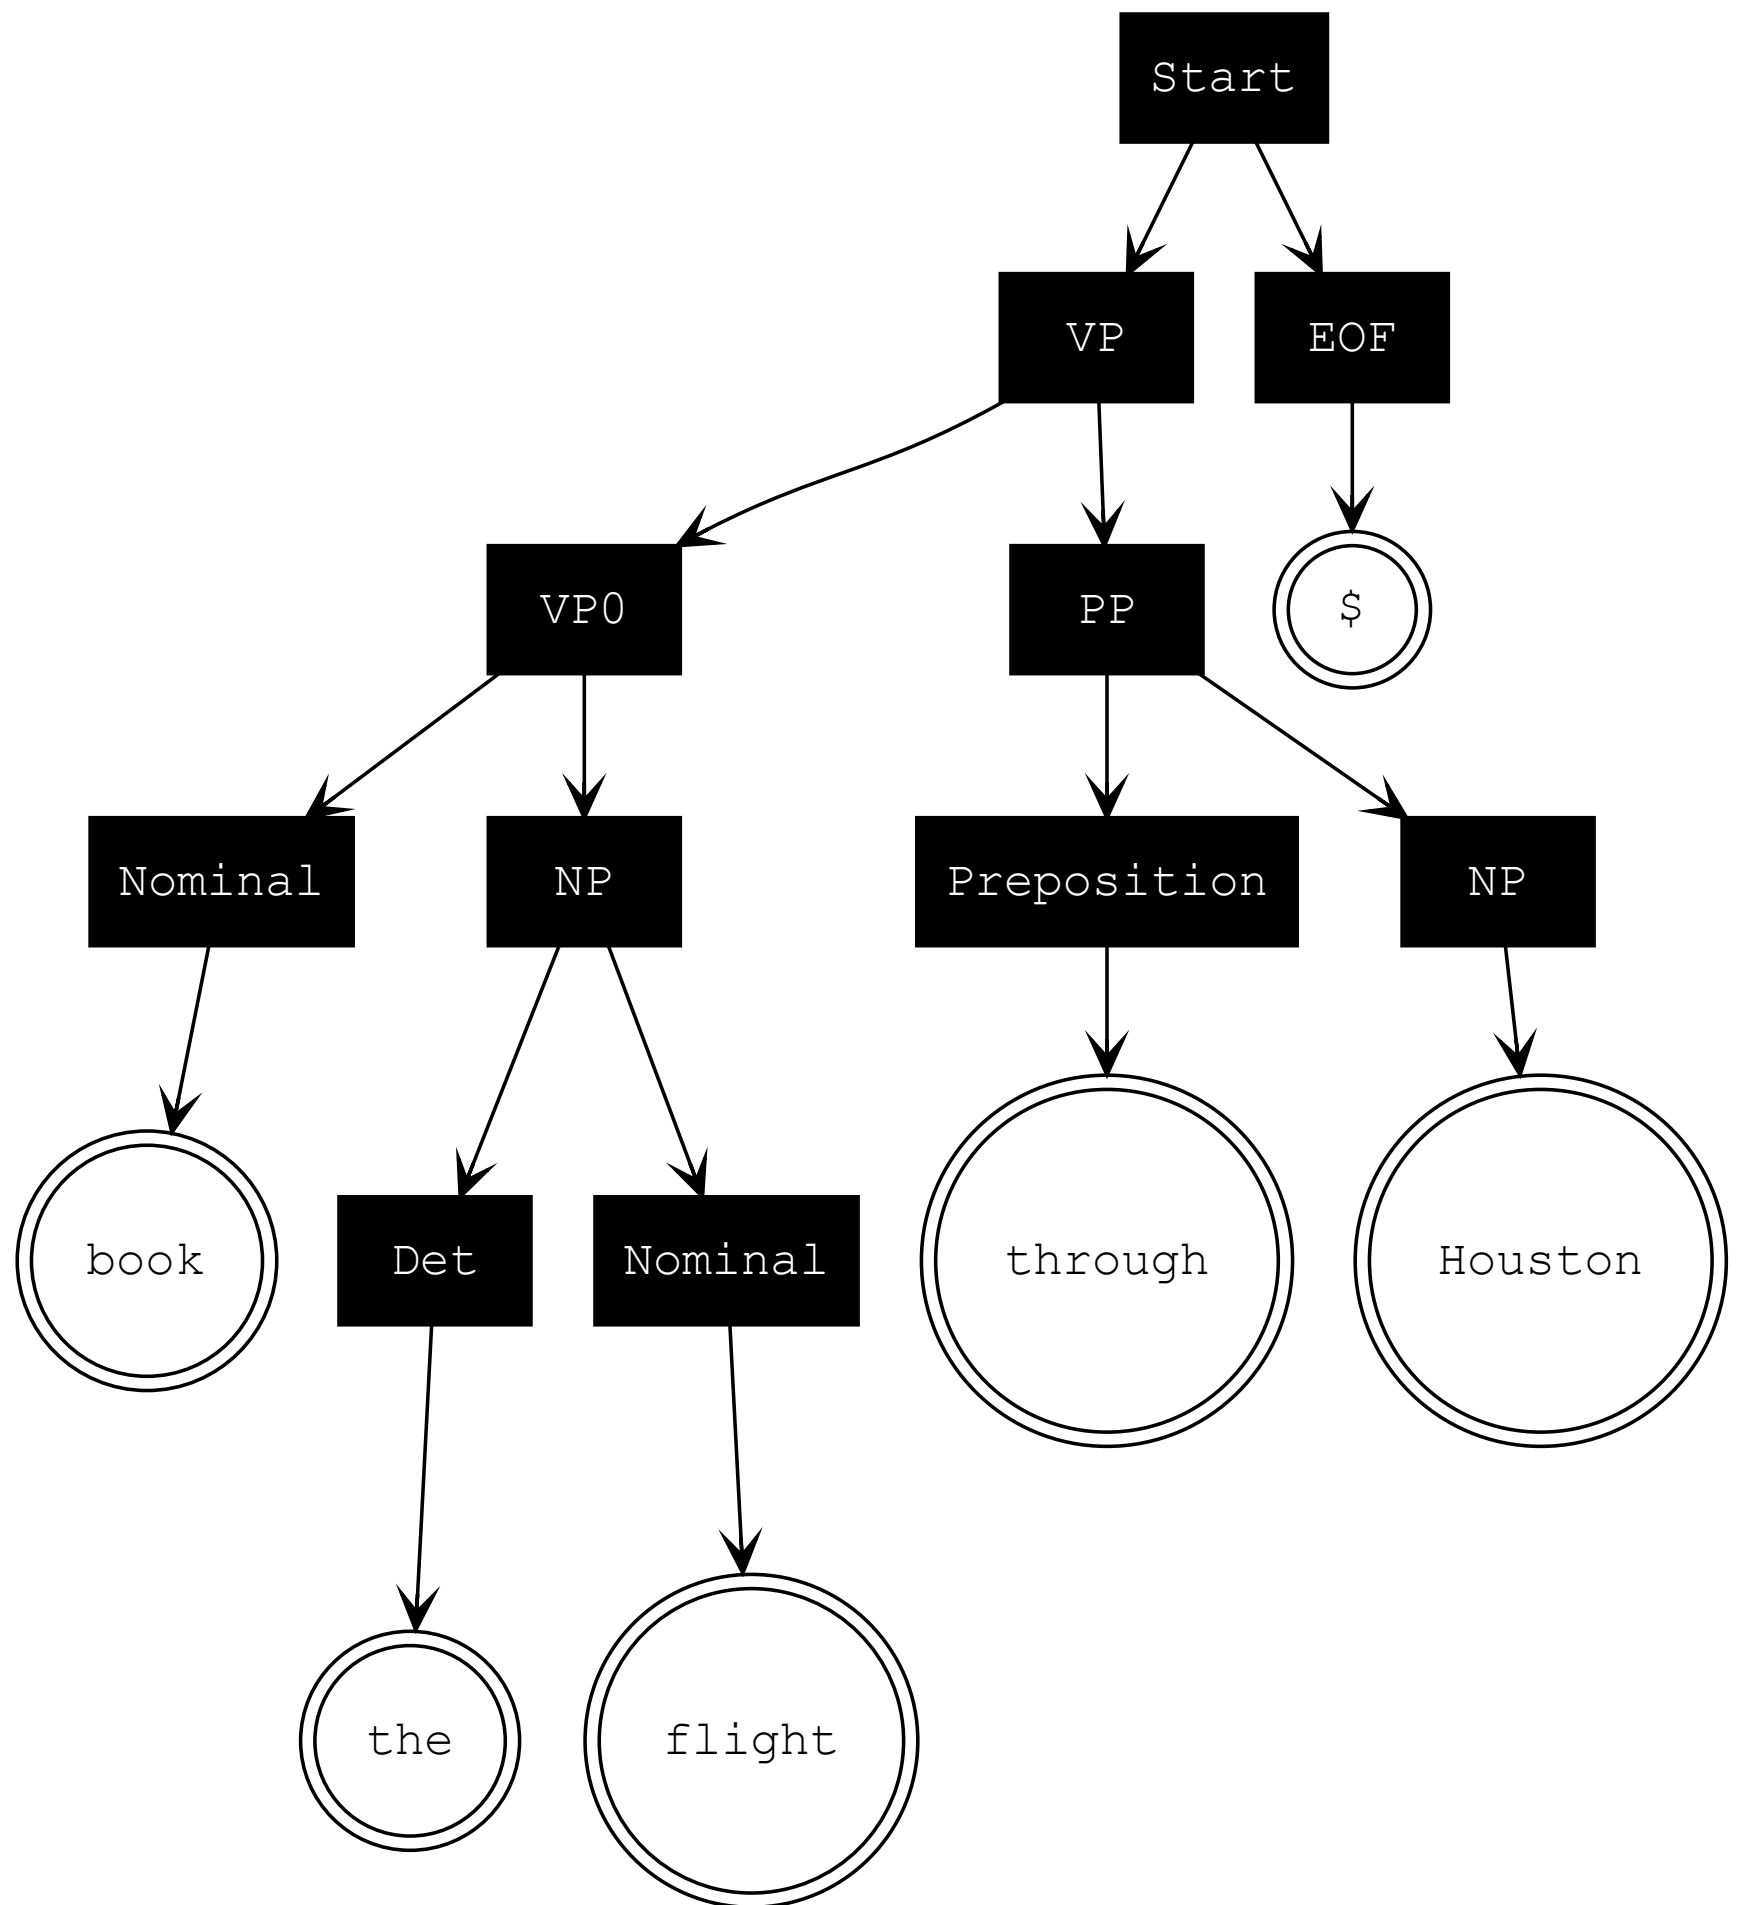 Start
VP EOF
VP0 PP $
Nominal NP Preposition NP
book Det Nominal through Houston
the flight